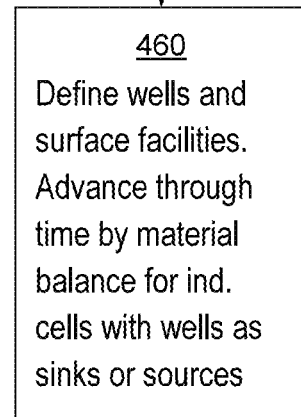 460
Define wells and
surface facilities.
Advance through
time by material
balance for ind.
cells with wells as
sinks or sources